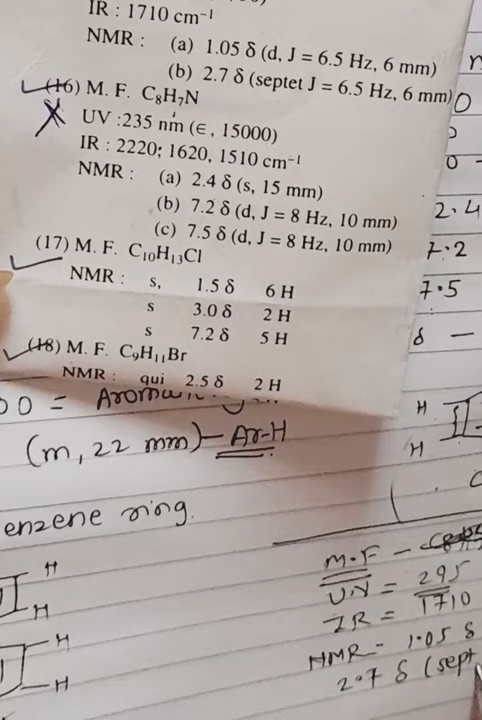 IR : 1710 cm⁻¹
NMR : (a) 1.05 δ (d, J = 6.5 Hz, 6 mm)
(b) 2.7 δ (septet J = 6.5 Hz, 6 mm)
(16) M. F. C₈H₇N
UV :235 nm (∈, 15000)
IR : 2220; 1620, 1510 cm⁻¹
NMR : (a) 2.4 δ (s, 15 mm)
(b) 7.2 δ (d, J = 8 Hz, 10 mm)
(c) 7.5 δ (d, J = 8 Hz, 10 mm)
(17) M. F. C₁₀H₁₃Cl
NMR : s, 1.5 δ 6 H
s 3.0 δ 2 H
s 7.2 δ 5 H
(18) M. F. C₉H₁₁Br
NMR : qui 2.5 δ 2 H
2.4
7.2
7.5
δ —
00 =
(m, 22 mm) - Ar-H
enzene ring.
H
H
H
H
H
H
M.F -
U.V = 295
IR = 1710
NMR - 1.05 δ
2.7 δ (sept